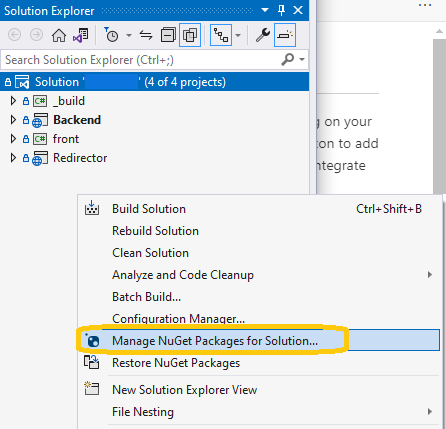 Solution Explorer
Search Solution Explorer (Ctrl+;)
Solution ' ' (4 of 4 projects)
C# _build
Backend
C# front
Redirector
g on your
on to add
ntegrate
Build Solution Ctrl+Shift+B
Rebuild Solution
Clean Solution
Analyze and Code Cleanup
Batch Build...
Configuration Manager...
Manage NuGet Packages for Solution...
Restore NuGet Packages
New Solution Explorer View
File Nesting